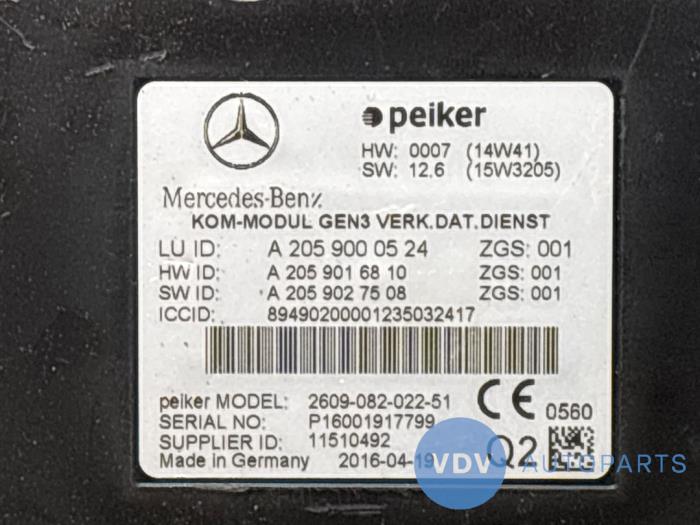 peiker
HW: 0007 (14W41)
SW: 12.6 (15W3205)
Mercedes-Benz
KOM-MODUL GEN3 VERK.DAT.DIENST
LU ID: A 205 900 05 24 ZGS: 001
HW ID: A 205 901 68 10 ZGS: 001
SW ID: A 205 902 75 08 ZGS: 001
ICCID: 89490200001235032417
peiker MODEL: 2609-082-022-51
SERIAL NO: P16001917799
CE 0560
SUPPLIER ID: 11510492
Made in Germany 2016-04-19
Q2
VDV AUTOPARTS